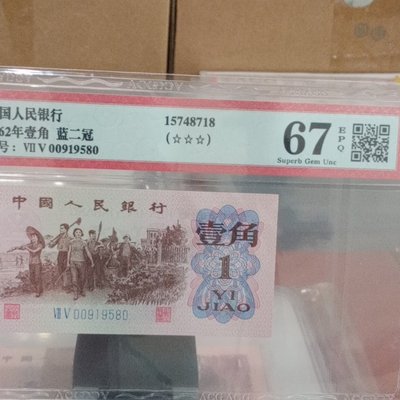 国人民银行
62年壹角 蓝二冠
号: VII V 00919580
15748718
(☆☆☆)
67
EPQ
Superb Gem Unc
中國人民銀行
壹角
1
YI
JIAO
VII V 00919580